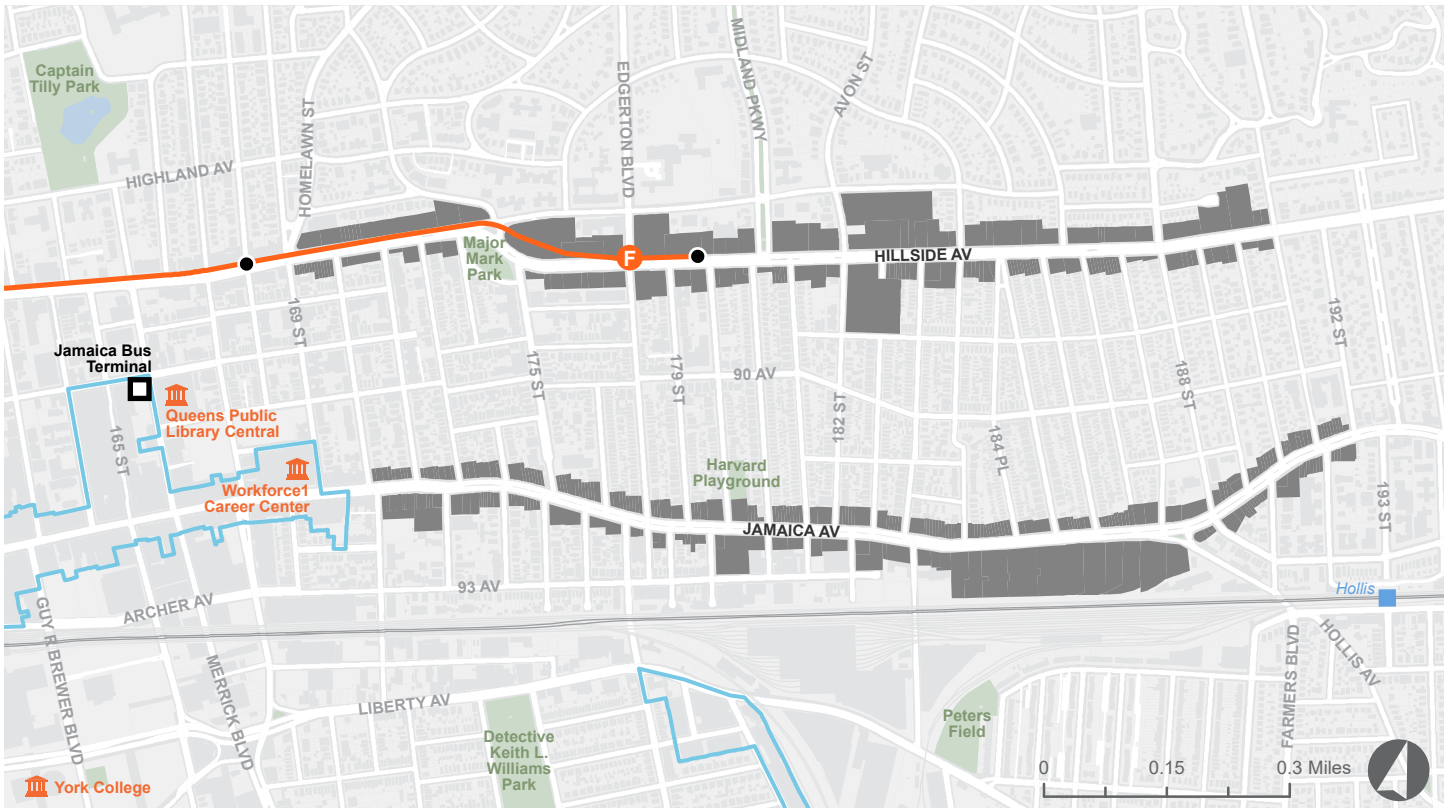 Captain
Tilly Park
HIGHLAND AV
HOMELAWN ST
EDGERTON BLVD
MIDLAND PKWY
AVON ST
Major
Mark
Park
F
HILLSIDE AV
169 ST
175 ST
179 ST
90 AV
182 ST
184 PL
188 ST
192 ST
193 ST
Jamaica Bus
Terminal
Queens Public
Library Central
165 ST
Workforce1
Career Center
Harvard
Playground
JAMAICA AV
93 AV
ARCHER AV
GUY R BREWER BLVD
MERRICK BLVD
LIBERTY AV
Detective
Keith L.
Williams
Park
Peters
Field
Hollis
HOLLIS AV
FARMERS BLVD
York College
0
0.15
0.3 Miles